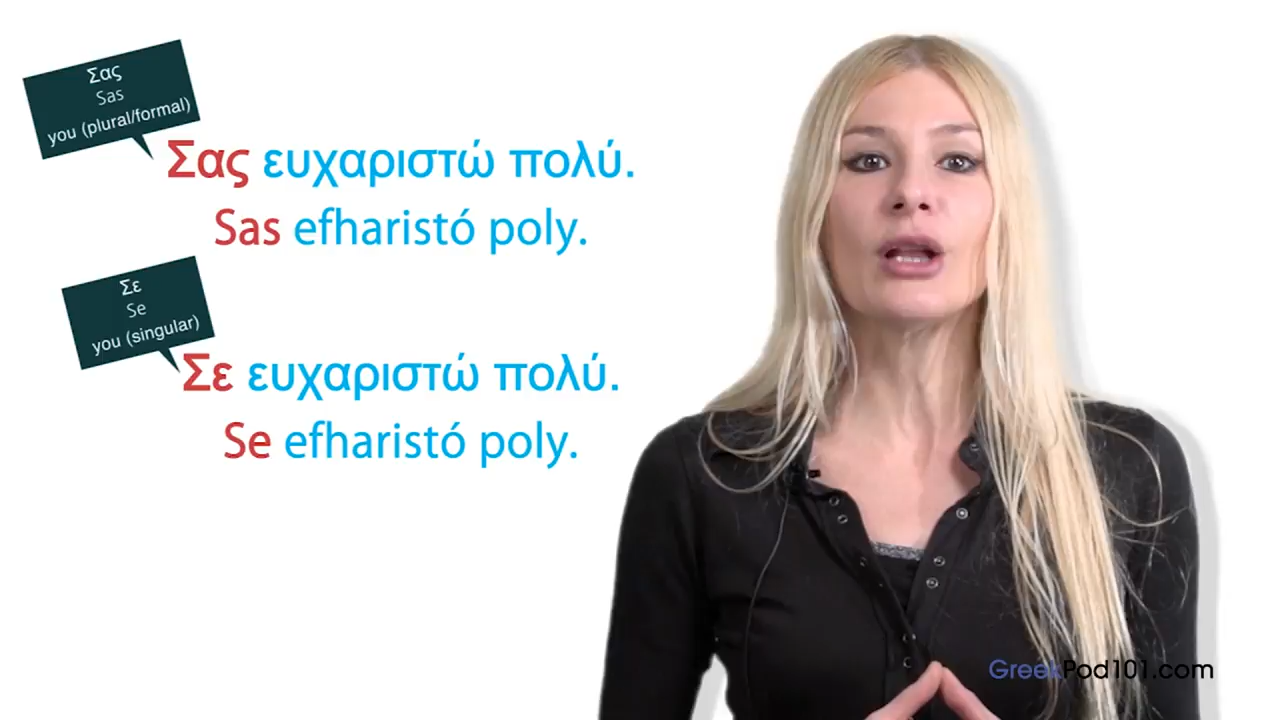 Σας
Sas
you (plural/formal)
Σας ευχαριστώ πολύ.
Sas efharistó poly.
Σε
Se
you (singular)
Σε ευχαριστώ πολύ.
Se efharistó poly.
GreekPod101.com